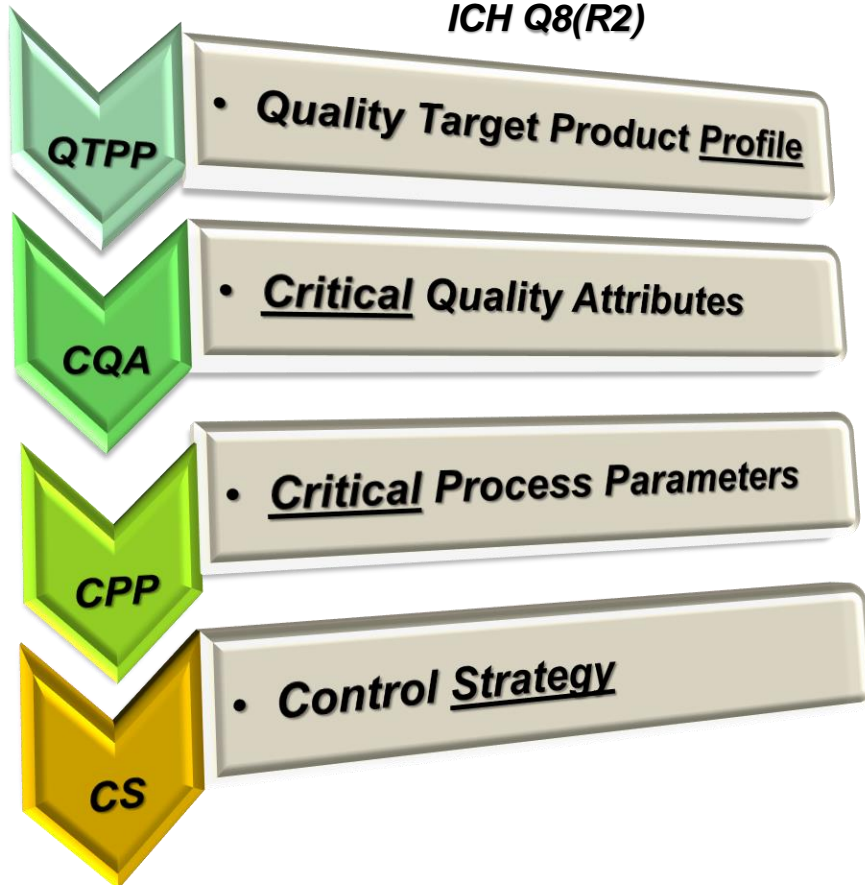 ICH Q8(R2)
QTPP
• Quality Target Product Profile
CQA
• Critical Quality Attributes
CPP
• Critical Process Parameters
CS
• Control Strategy